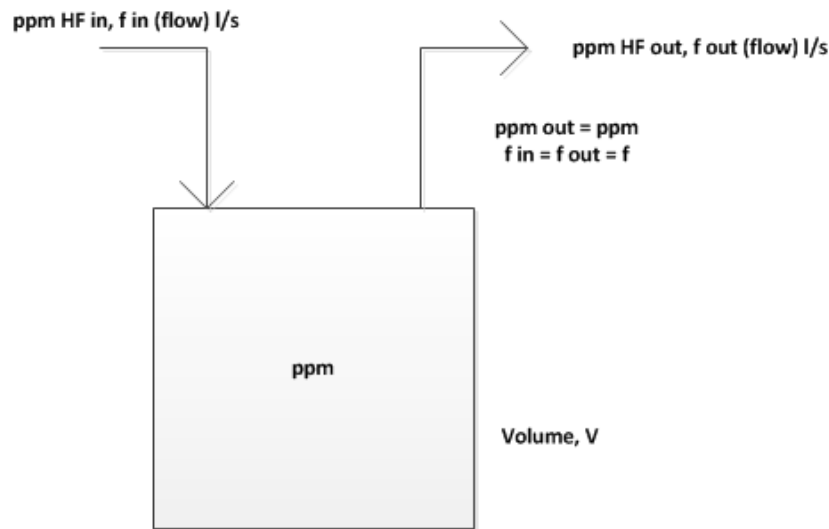 ppm HF in, f in (flow) l/s
ppm HF out, f out (flow) l/s
ppm out = ppm
f in = f out = f
ppm
Volume, V